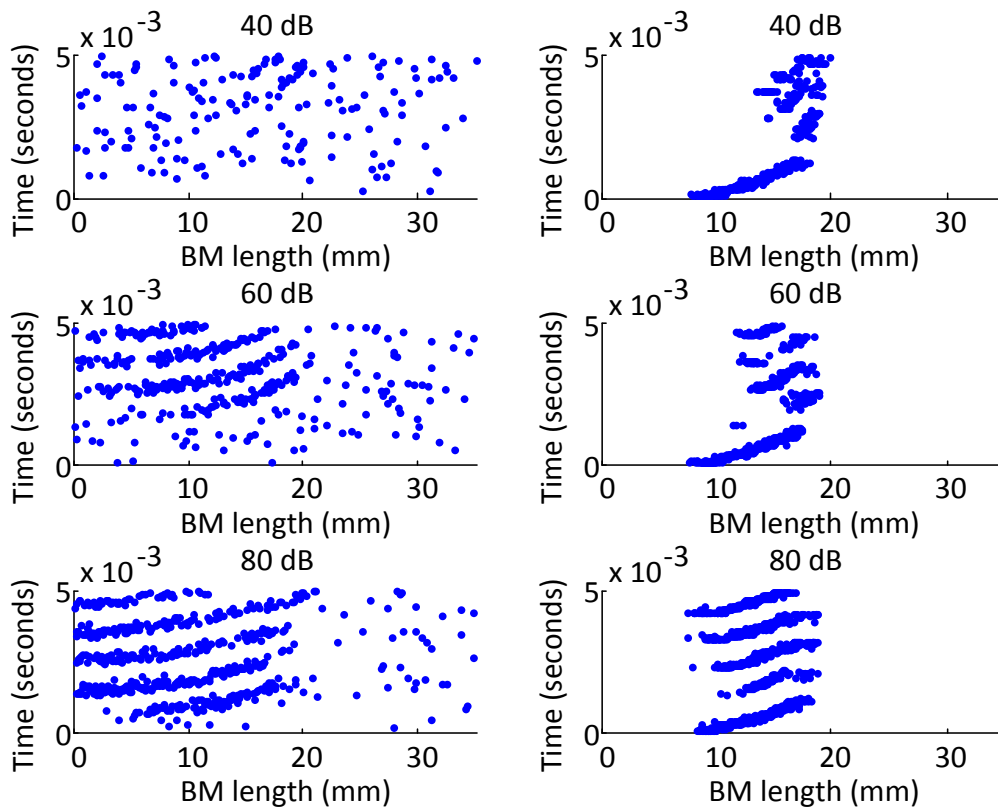 x 10^-3 40 dB
5
Time (seconds)
0
0 10 20 30
BM length (mm)
x 10^-3 40 dB
5
Time (seconds)
0
0 10 20 30
BM length (mm)
x 10^-3 60 dB
5
Time (seconds)
0
0 10 20 30
BM length (mm)
x 10^-3 60 dB
5
Time (seconds)
0
0 10 20 30
BM length (mm)
x 10^-3 80 dB
5
Time (seconds)
0
0 10 20 30
BM length (mm)
x 10^-3 80 dB
5
Time (seconds)
0
0 10 20 30
BM length (mm)